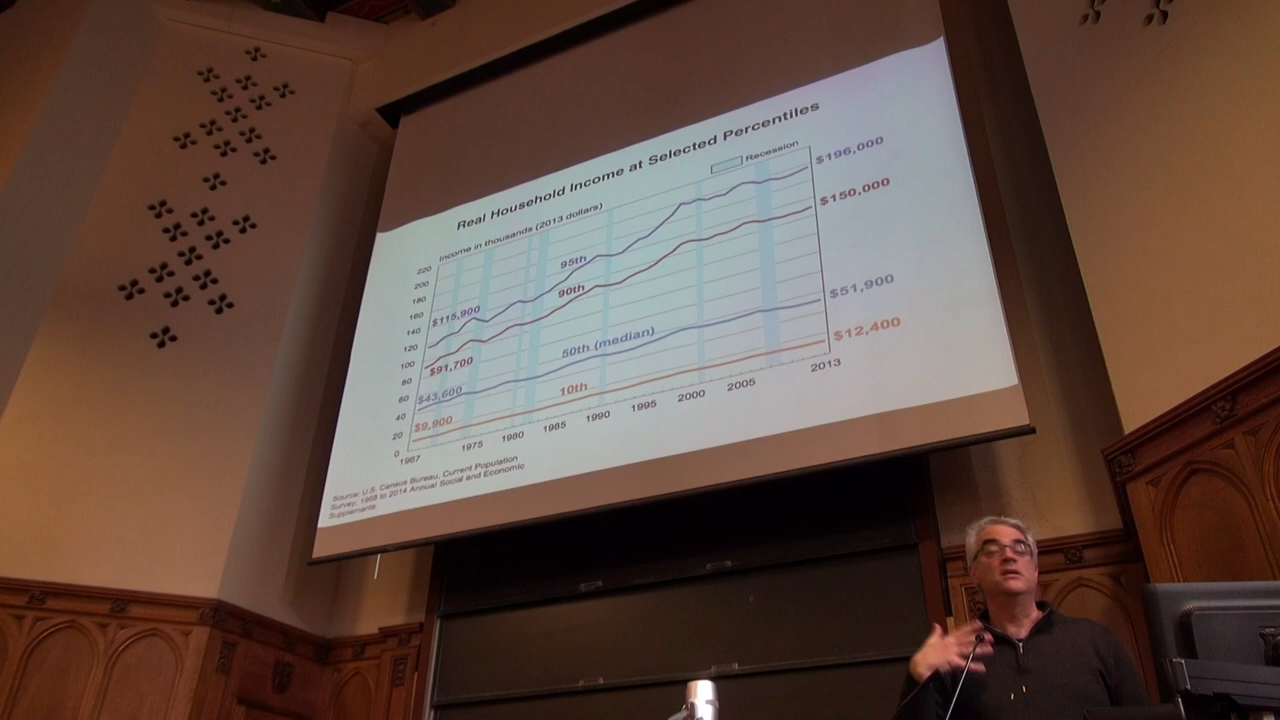 Real Household Income at Selected Percentiles
Recession
Income in thousands (2013 dollars)
220
200
180
160
140
120
100
80
60
40
20
0
$115,900
$91,700
$43,600
$9,900
95th
90th
50th (median)
10th
$196,000
$150,000
$51,900
$12,400
1967
1975
1980
1985
1990
1995
2000
2005
2013
Source: U.S. Census Bureau, Current Population
Survey, 1968 to 2014 Annual Social and Economic
Supplements.